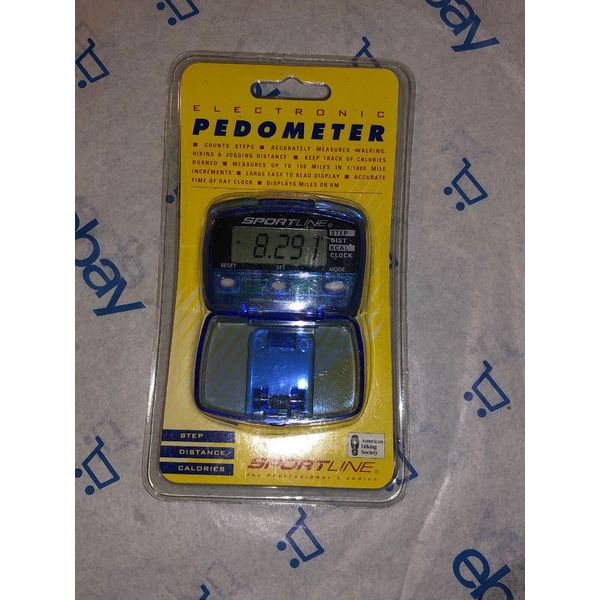 ebay
ELECTRONIC
PEDOMETER
▪ COUNTS STEPS ▪ ACCURATELY MEASURES WALKING,
HIKING & JOGGING DISTANCE ▪ KEEP TRACK OF CALORIES
BURNED ▪ MEASURES UP TO 100 MILES IN 1/1000 MILE
INCREMENTS ▪ LARGE EASY TO READ DISPLAY ▪ ACCURATE
TIME OF DAY CLOCK ▪ DISPLAYS MILES OR KM
SPORTLINE®
8.291
STEP
DIST
KCAL
CLOCK
RESET SET MODE
ebay
STEP
DISTANCE
CALORIES
SPORTLINE®
THE PROFESSIONAL'S CHOICE
American
Hiking
Society
ebay
ebay